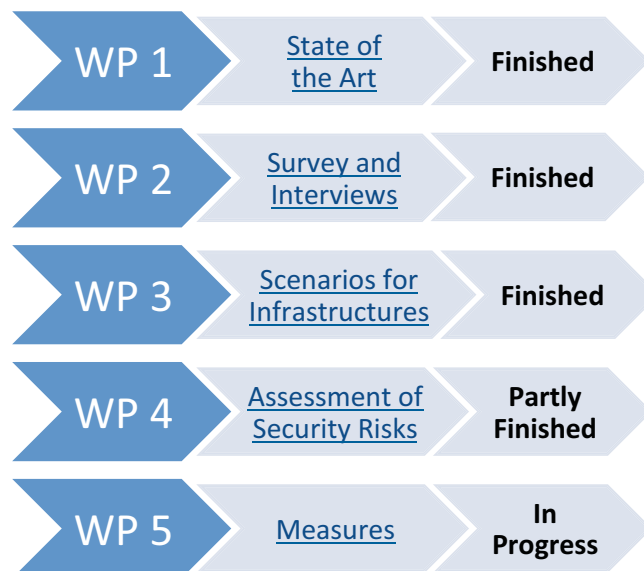 WP 1
State of
the Art
Finished
WP 2
Survey and
Interviews
Finished
WP 3
Scenarios for
Infrastructures
Finished
WP 4
Assessment of
Security Risks
Partly
Finished
WP 5
Measures
In
Progress